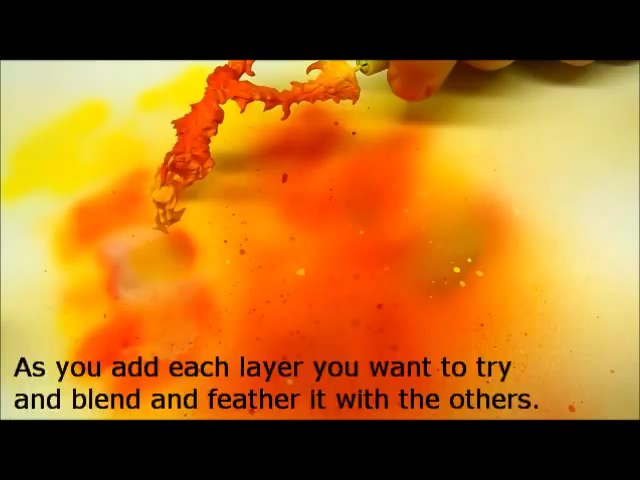 As you add each layer you want to try
and blend and feather it with the others.